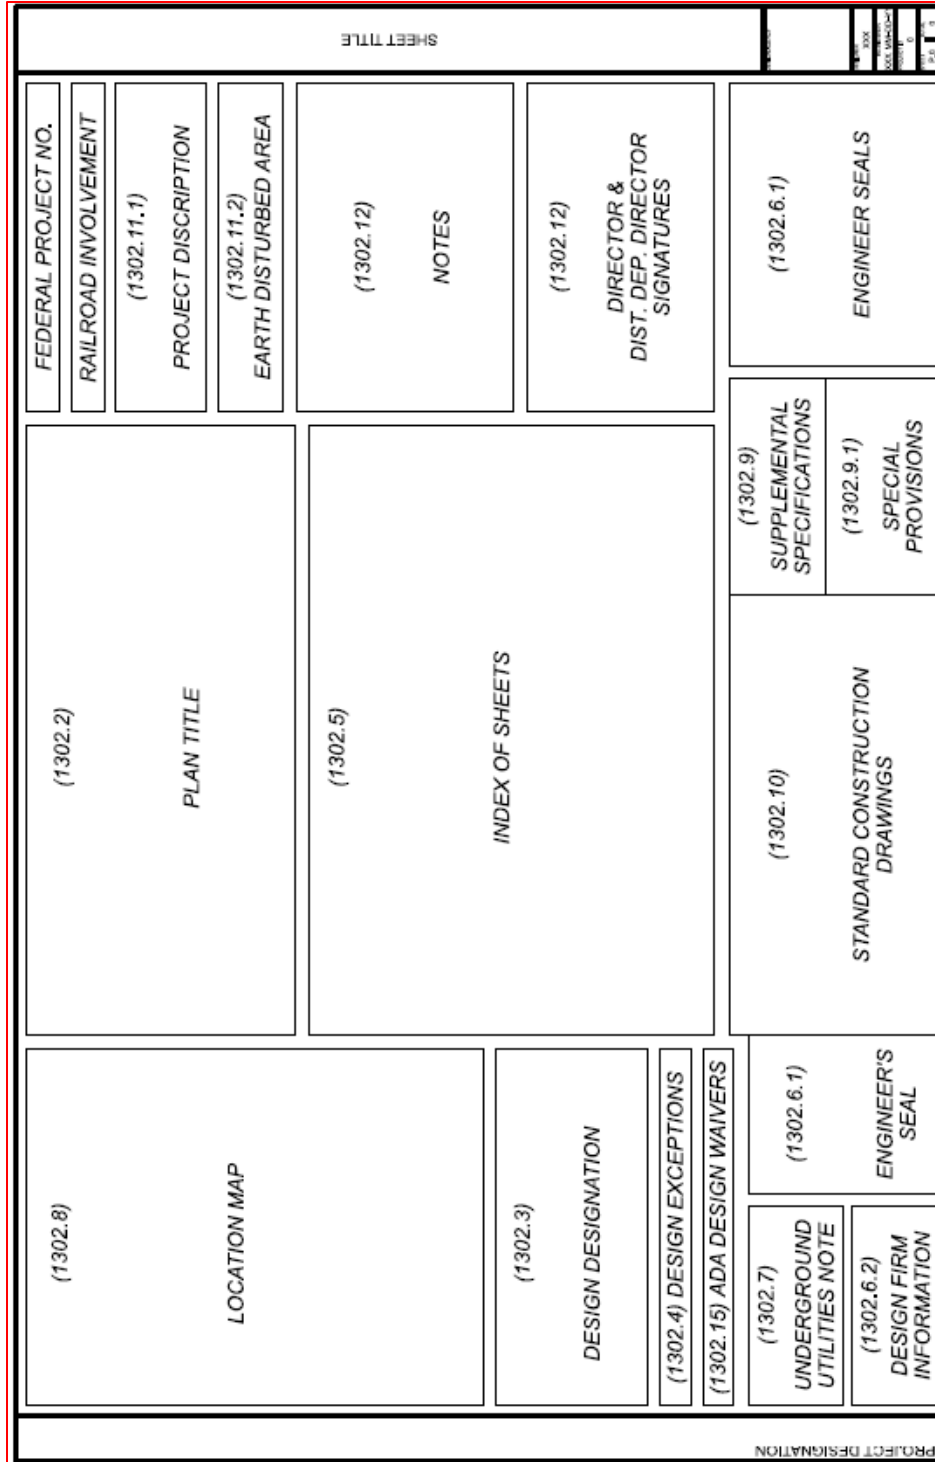 PROJECT DESIGNATION
(1302.8)
LOCATION MAP
(1302.3)
DESIGN DESIGNATION
(1302.4) DESIGN EXCEPTIONS
(1302.15) ADA DESIGN WAIVERS
(1302.7)
UNDERGROUND
UTILITIES NOTE
(1302.6.2)
DESIGN FIRM
INFORMATION
(1302.6.1)
ENGINEER'S
SEAL
(1302.2)
PLAN TITLE
(1302.5)
INDEX OF SHEETS
(1302.10)
STANDARD CONSTRUCTION
DRAWINGS
(1302.9)
SUPPLEMENTAL
SPECIFICATIONS
(1302.9.1)
SPECIAL
PROVISIONS
FEDERAL PROJECT NO.
RAILROAD INVOLVEMENT
(1302.11.1)
PROJECT DISCRIPTION
(1302.11.2)
EARTH DISTURBED AREA
(1302.12)
NOTES
(1302.12)
DIRECTOR &
DIST. DEP. DIRECTOR
SIGNATURES
(1302.6.1)
ENGINEER SEALS
SHEET TITLE
XXX